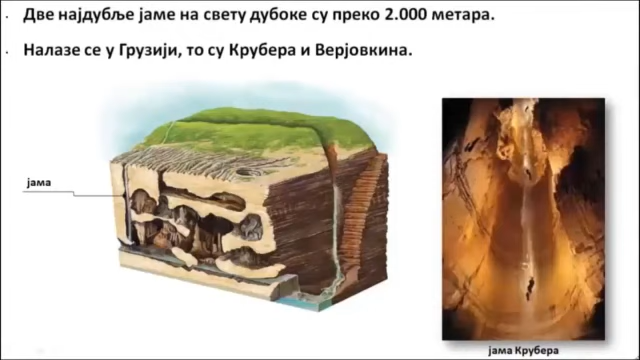 Две најдубље јаме на свету дубоке су преко 2.000 метара.
Налазе се у Грузији, то су Крубера и Верјовкина.
јама
јама Крубера